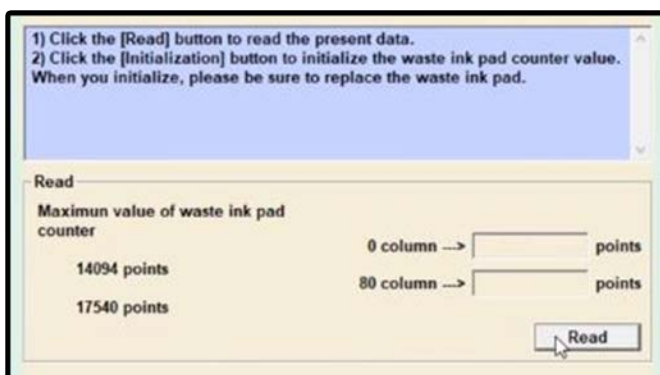 1) Click the [Read] button to read the present data.
2) Click the [Initialization] button to initialize the waste ink pad counter value.
When you initialize, please be sure to replace the waste ink pad.
Read
Maximun value of waste ink pad
counter
0 column ---> points
14094 points
80 column ---> points
17540 points
Read